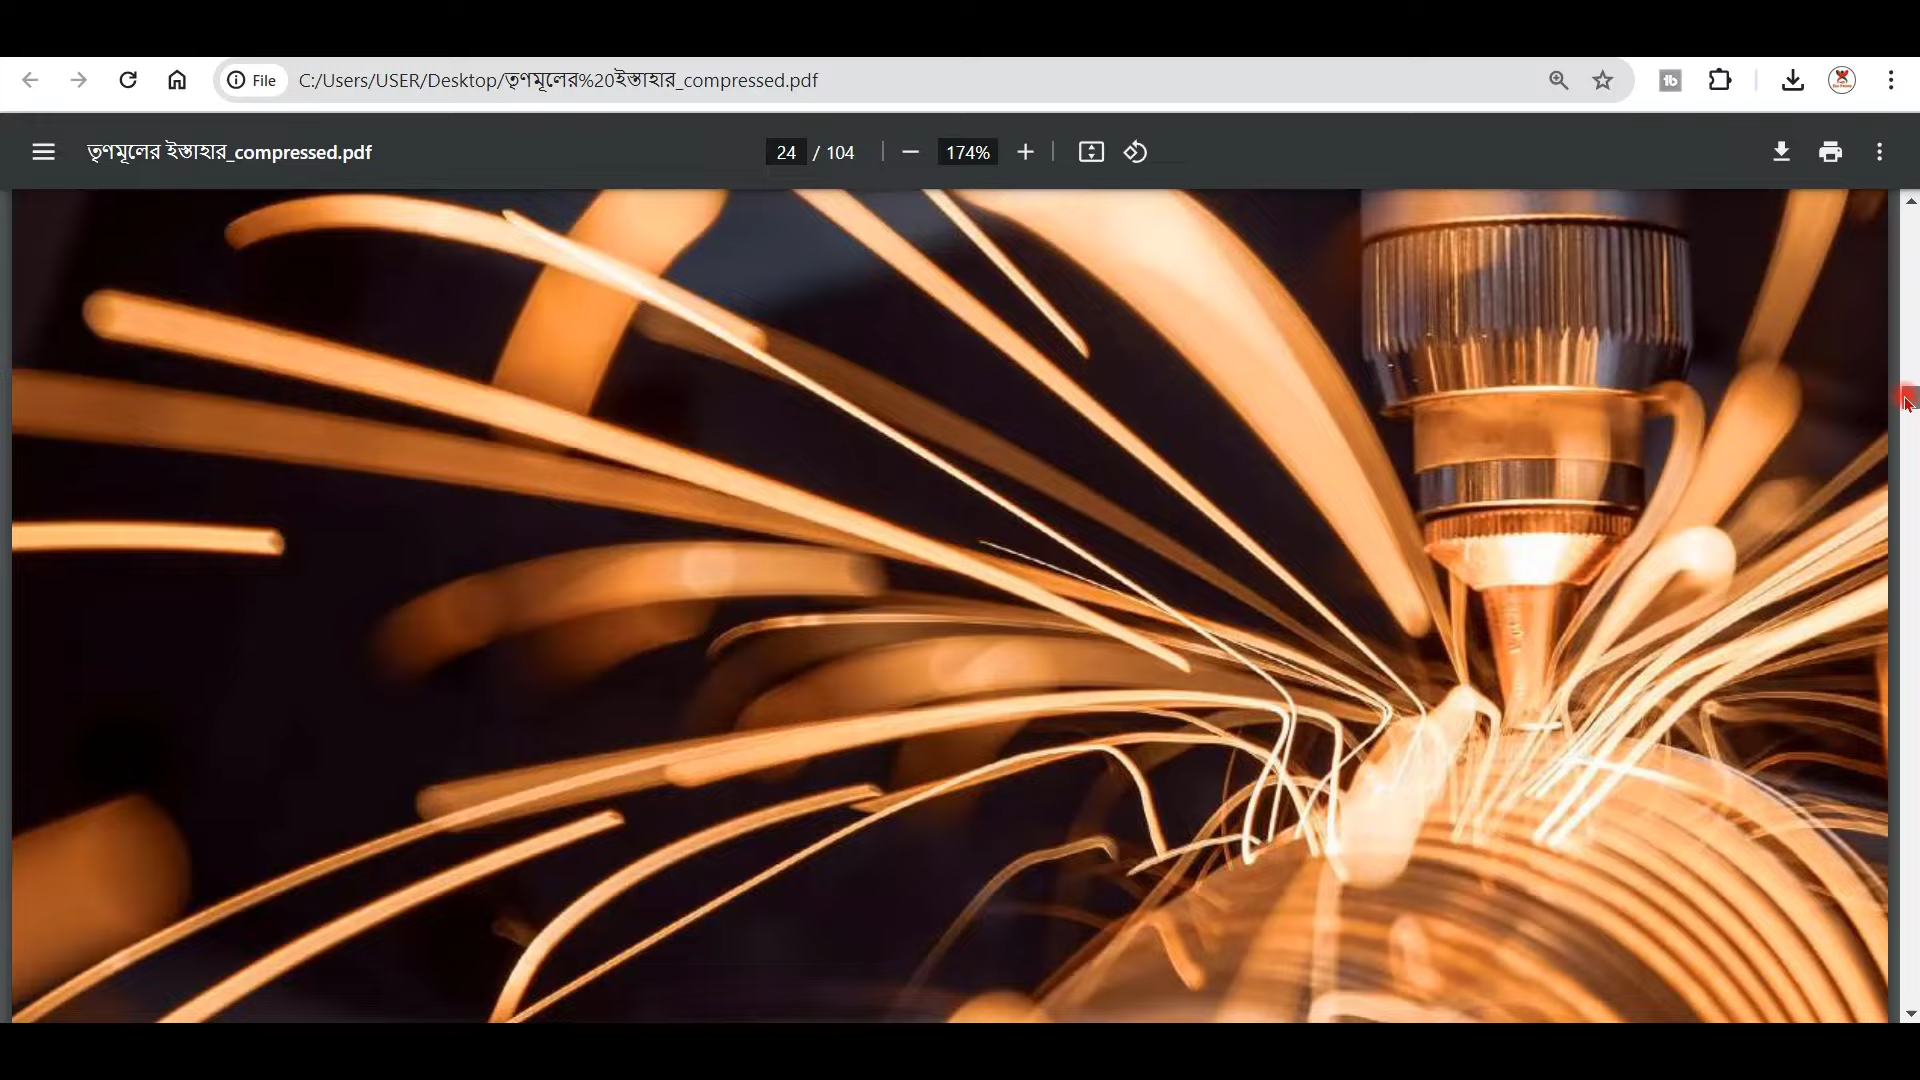 File
C:/Users/USER/Desktop/তৃণমূলের%20ইস্তাহার_compressed.pdf
তৃণমূলের ইস্তাহার_compressed.pdf
24 / 104
174%